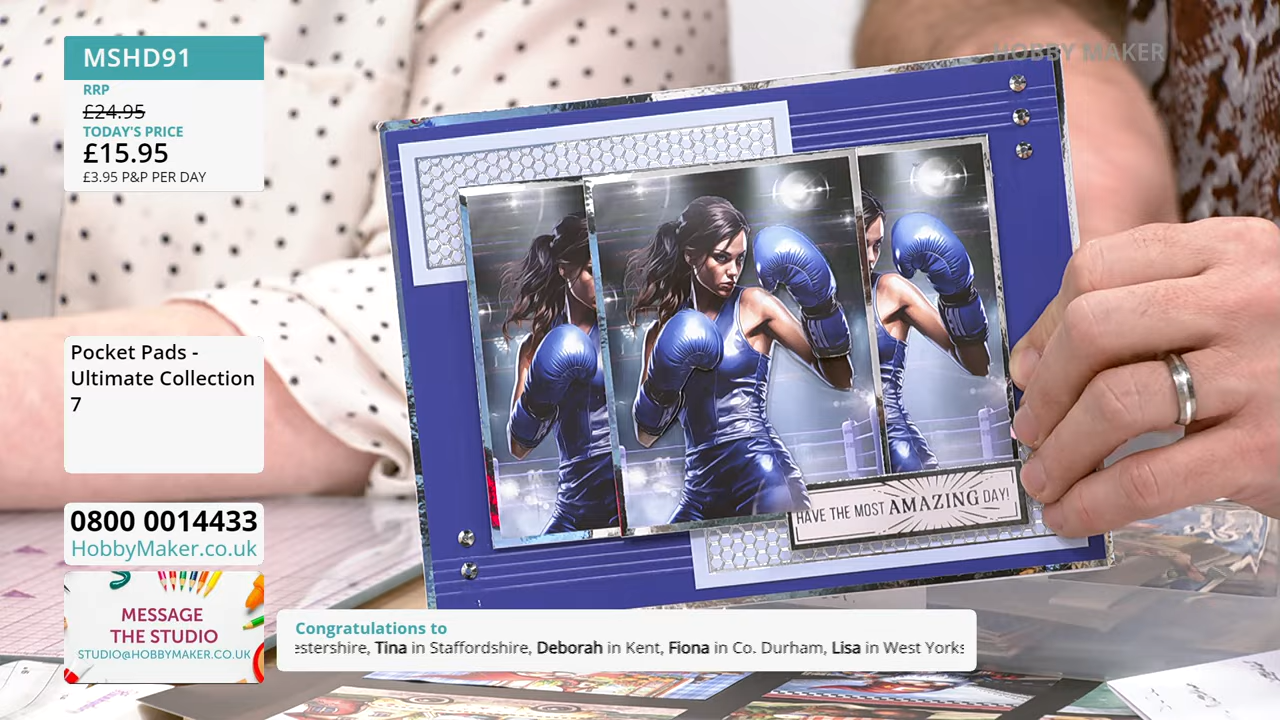 MSHD91
RRP
£24.95
TODAY'S PRICE
£15.95
£3.95 P&P PER DAY
HOBBY MAKER
Pocket Pads -
Ultimate Collection
7
HAVE THE MOST AMAZING DAY!
0800 0014433
HobbyMaker.co.uk
MESSAGE
THE STUDIO
STUDIO@HOBBYMAKER.CO.UK
Congratulations to
estershire, Tina in Staffordshire, Deborah in Kent, Fiona in Co. Durham, Lisa in West Yorks